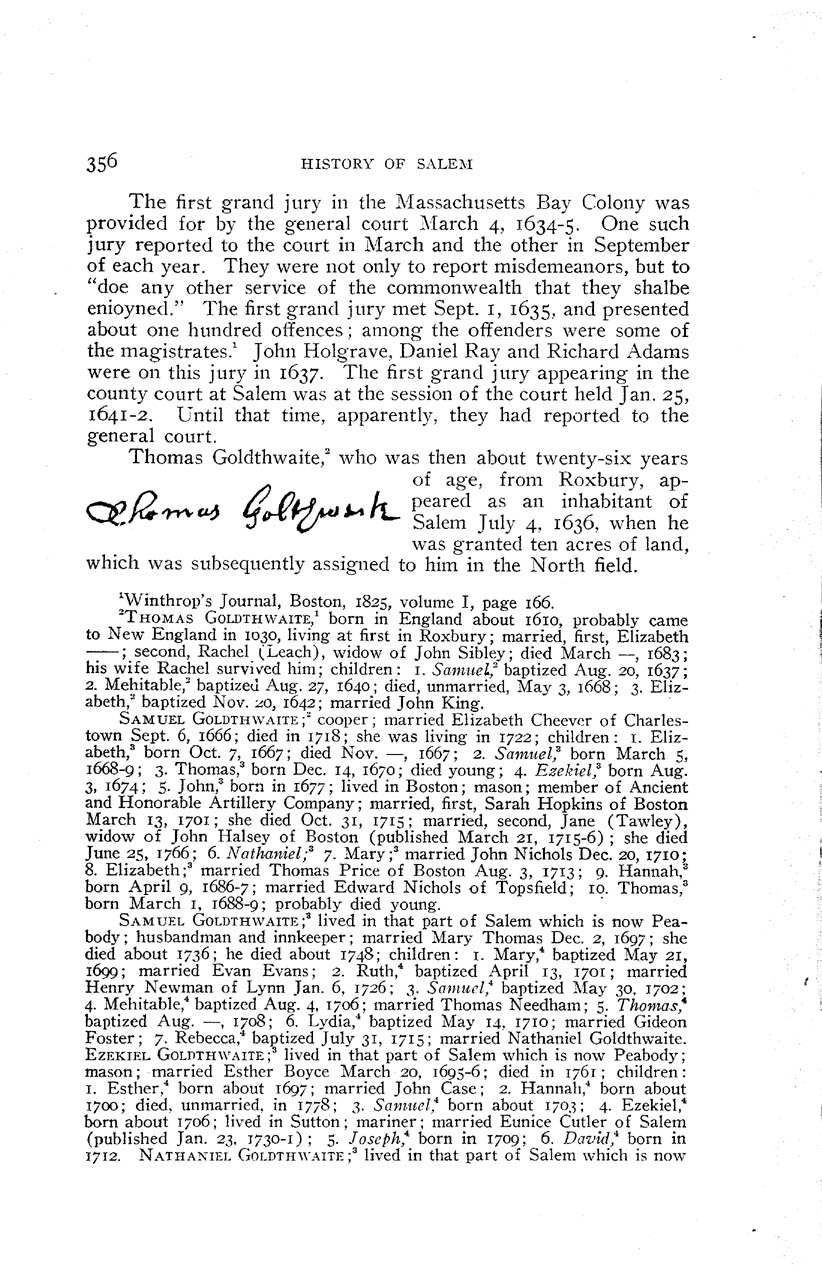 356 HISTORY OF SALEM
The first grand jury in the Massachusetts Bay Colony was
provided for by the general court March 4, 1634-5. One such
jury reported to the court in March and the other in September
of each year. They were not only to report misdemeanors, but to
“doe any other service of the commonwealth that they shalbe
enioyned.” The first grand jury met Sept. 1, 1635, and presented
about one hundred offences; among the offenders were some of
the magistrates.¹ John Holgrave, Daniel Ray and Richard Adams
were on this jury in 1637. The first grand jury appearing in the
county court at Salem was at the session of the court held Jan. 25,
1641-2. Until that time, apparently, they had reported to the
general court.
Thomas Goldthwaite,² who was then about twenty-six years
of age, from Roxbury, ap-
peared as an inhabitant of
Thomas Golthwaite
Salem July 4, 1636, when he
was granted ten acres of land,
which was subsequently assigned to him in the North field.
¹Winthrop's Journal, Boston, 1825, volume I, page 166.
²THOMAS GOLDTHWAITE,¹ born in England about 1610, probably came
to New England in 1030, living at first in Roxbury; married, first, Elizabeth
——; second, Rachel (Leach), widow of John Sibley; died March —, 1683;
his wife Rachel survived him; children: 1. Samuel,² baptized Aug. 20, 1637;
2. Mehitable,² baptized Aug. 27, 1640; died, unmarried, May 3, 1668; 3. Eliz-
abeth,² baptized Nov. 20, 1642; married John King.
SAMUEL GOLDTHWAITE;² cooper; married Elizabeth Cheever of Charles-
town Sept. 6, 1666; died in 1718; she was living in 1722; children: 1. Eliz-
abeth,³ born Oct. 7, 1667; died Nov. —, 1667; 2. Samuel,³ born March 5,
1668-9; 3. Thomas,³ born Dec. 14, 1670; died young; 4. Ezekiel,³ born Aug.
3, 1674; 5. John,³ born in 1677; lived in Boston; mason; member of Ancient
and Honorable Artillery Company; married, first, Sarah Hopkins of Boston
March 13, 1701; she died Oct. 31, 1715; married, second, Jane (Tawley),
widow of John Halsey of Boston (published March 21, 1715-6); she died
June 25, 1766; 6. Nathaniel;³ 7. Mary;³ married John Nichols Dec. 20, 1710;
8. Elizabeth;³ married Thomas Price of Boston Aug. 3, 1713; 9. Hannah,³
born April 9, 1686-7; married Edward Nichols of Topsfield; 10. Thomas,³
born March 1, 1688-9; probably died young.
SAMUEL GOLDTHWAITE;³ lived in that part of Salem which is now Pea-
body; husbandman and innkeeper; married Mary Thomas Dec. 2, 1697; she
died about 1736; he died about 1748; children: 1. Mary,⁴ baptized May 21,
1699; married Evan Evans; 2. Ruth,⁴ baptized April 13, 1701; married
Henry Newman of Lynn Jan. 6, 1726; 3. Samuel,⁴ baptized May 30, 1702;
4. Mehitable,⁴ baptized Aug. 4, 1706; married Thomas Needham; 5. Thomas,⁴
baptized Aug. —, 1708; 6. Lydia,⁴ baptized May 14, 1710; married Gideon
Foster; 7. Rebecca,⁴ baptized July 31, 1715; married Nathaniel Goldthwaite.
EZEKIEL GOLDTHWAITE;³ lived in that part of Salem which is now Peabody;
mason; married Esther Boyce March 20, 1695-6; died in 1761; children:
1. Esther,⁴ born about 1697; married John Case; 2. Hannah,⁴ born about
1700; died, unmarried, in 1778; 3. Samuel,⁴ born about 1703; 4. Ezekiel,⁴
born about 1706; lived in Sutton; mariner; married Eunice Cutler of Salem
(published Jan. 23, 1730-1); 5. Joseph,⁴ born in 1709; 6. David,⁴ born in
1712. NATHANIEL GOLDTHWAITE;³ lived in that part of Salem which is now